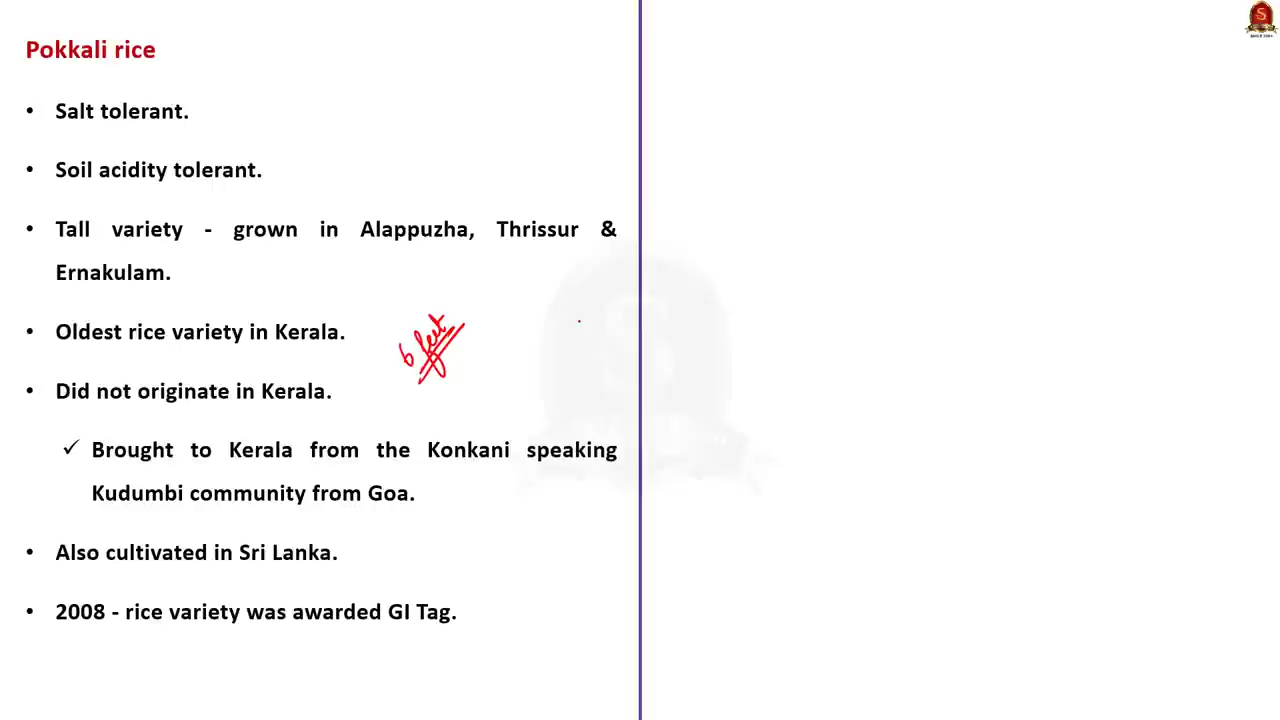 Pokkali rice
• Salt tolerant.
• Soil acidity tolerant.
• Tall variety - grown in Alappuzha, Thrissur &
Ernakulam.
• Oldest rice variety in Kerala.
6 feet
• Did not originate in Kerala.
✓ Brought to Kerala from the Konkani speaking
Kudumbi community from Goa.
• Also cultivated in Sri Lanka.
• 2008 - rice variety was awarded GI Tag.
S